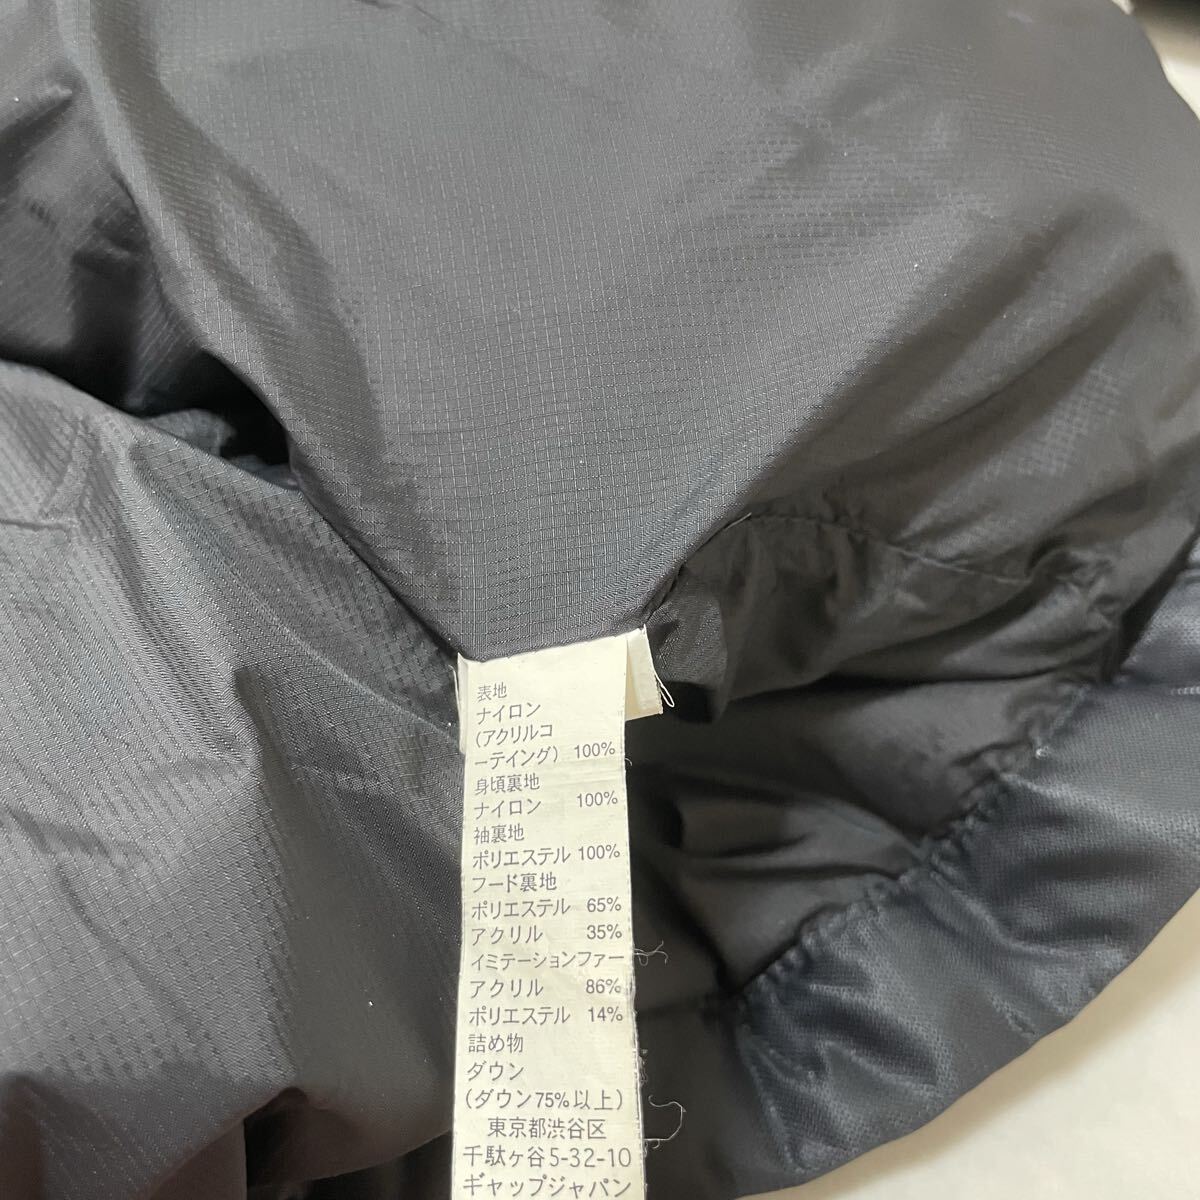 表地
ナイロン
(アクリルコ
ーテイング) 100%
身頃裏地
ナイロン 100%
袖裏地
ポリエステル 100%
フード裏地
ポリエステル 65%
アクリル 35%
イミテーションファー
アクリル 86%
ポリエステル 14%
詰め物
ダウン
(ダウン75%以上)
東京都渋谷区
千駄ヶ谷5-32-10
ギャップジャパン